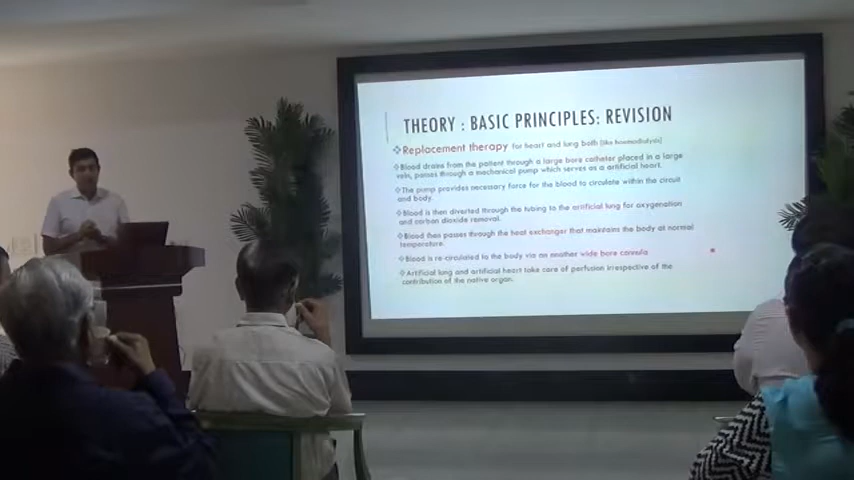 THEORY : BASIC PRINCIPLES: REVISION
Replacement therapy for heart and lung both (like hemodialysis)
Blood drains from the patient through a large bore catheter placed in a large
vein, passes through a mechanical pump which serves as a artificial heart.
The pump provides necessary force for the blood to circulate within the circuit
and body.
Blood is then diverted through the tubing to the artificial lung for oxygenation
and carbon dioxide removal.
Blood then passes through the heat exchanger that maintains the body at normal
temperature.
Blood is re-circulated to the body via an another wide bore cannula
Artificial lung and artificial heart take care of perfusion irrespective of the
contribution of the native organ.